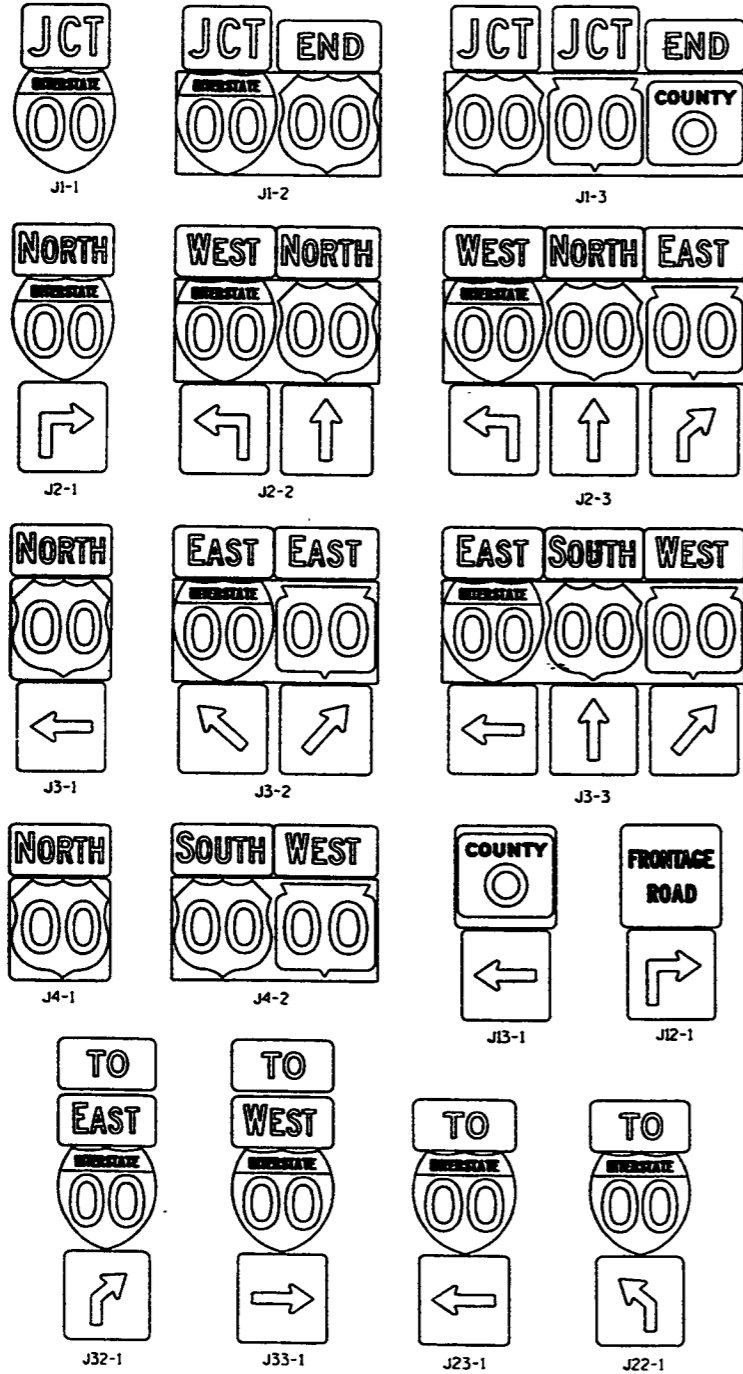 JCT
INTERSTATE
00
J1-1
JCT END
INTERSTATE
00 00
J1-2
JCT JCT END
COUNTY
00 00 0
J1-3
NORTH
INTERSTATE
00
J2-1
WEST NORTH
INTERSTATE
00 00
J2-2
WEST NORTH EAST
INTERSTATE
00 00 00
J2-3
NORTH
00
J3-1
EAST EAST
INTERSTATE
00 00
J3-2
EAST SOUTH WEST
INTERSTATE
00 00 00
J3-3
NORTH
00
J4-1
SOUTH WEST
00 00
J4-2
COUNTY
0
J13-1
FRONTAGE
ROAD
J12-1
TO
EAST
INTERSTATE
00
J32-1
TO
WEST
INTERSTATE
00
J33-1
TO
INTERSTATE
00
J23-1
TO
INTERSTATE
00
J22-1